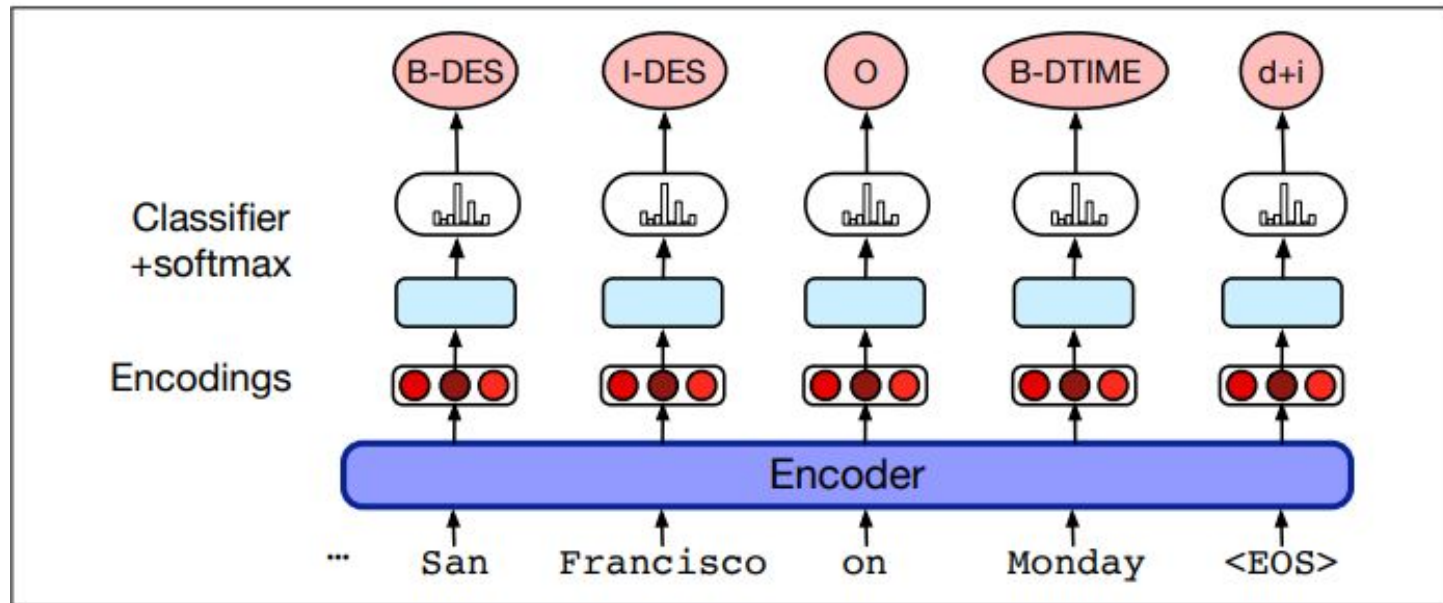 B-DES I-DES O B-DTIME d+i
Classifier
+softmax
Encodings
Encoder
... San Francisco on Monday <EOS>